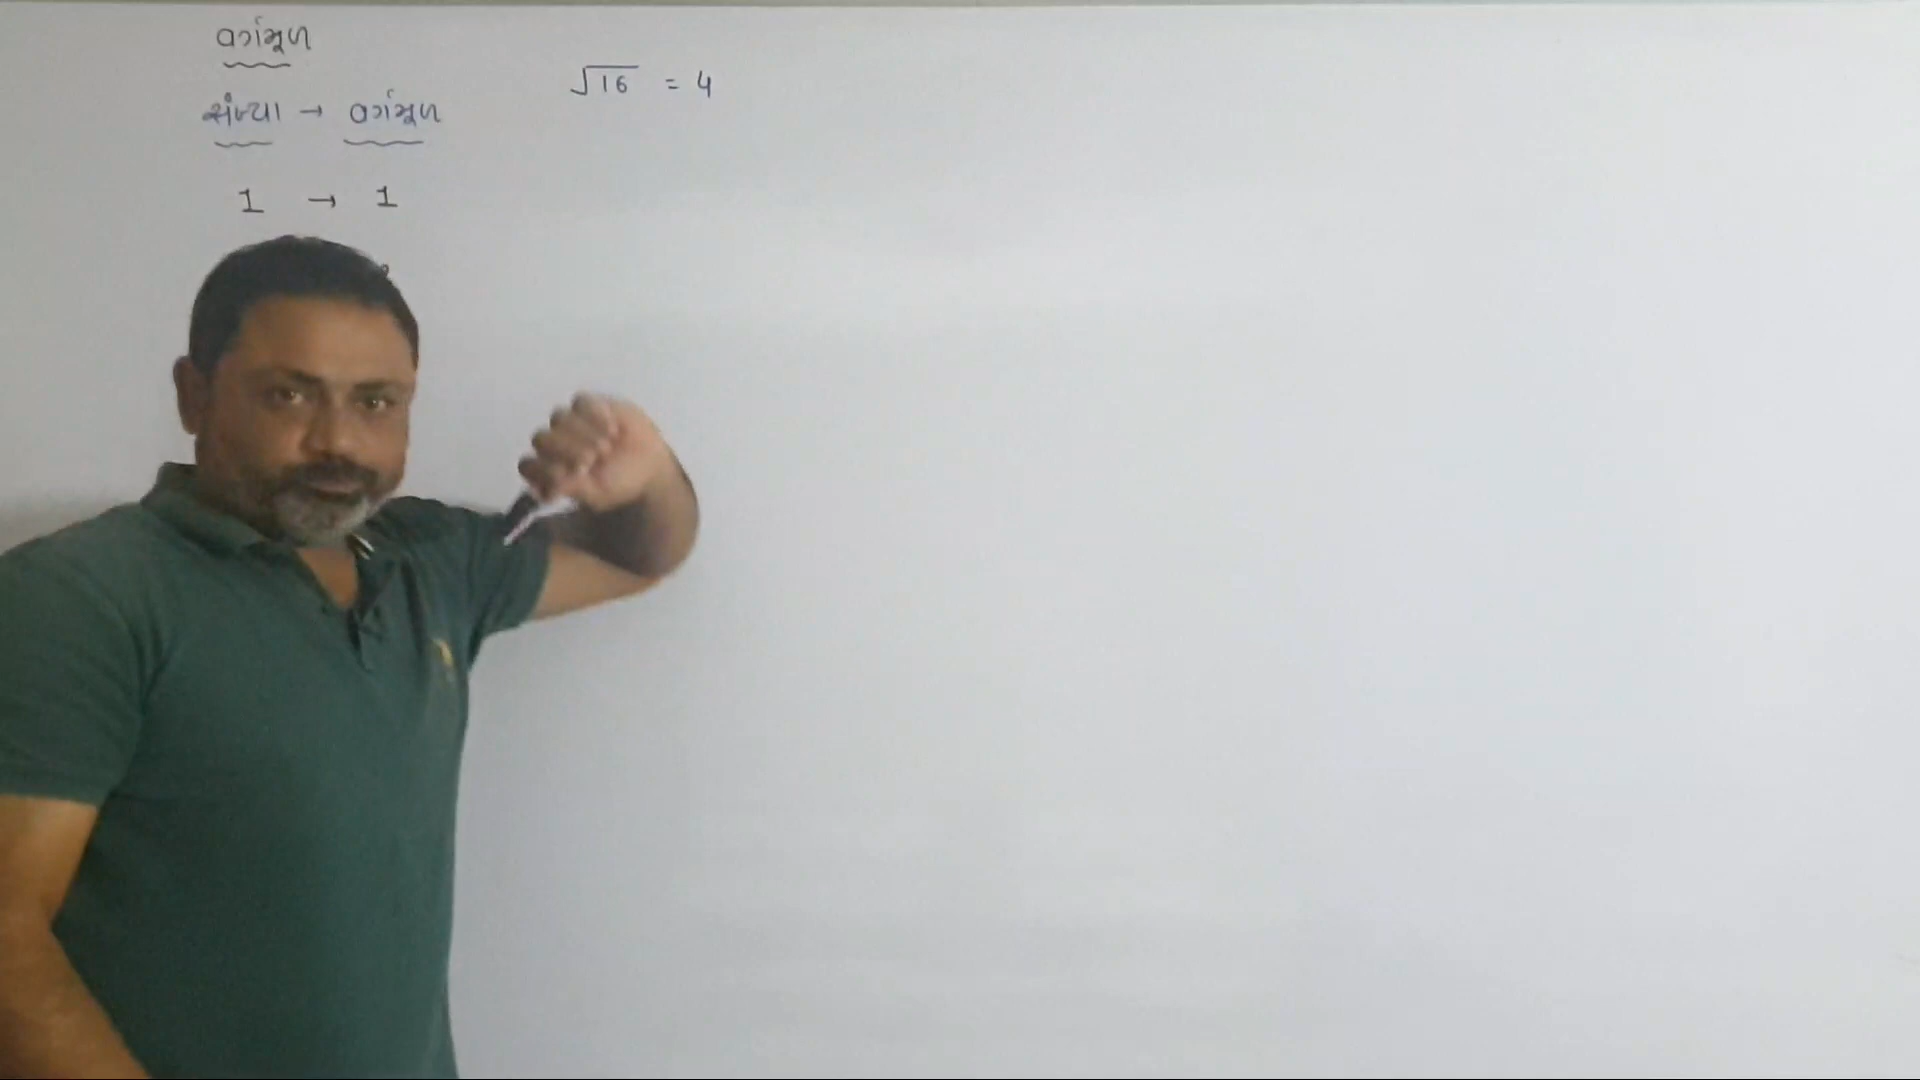 વર્ગમૂળ
સંખ્યા → વર્ગમૂળ
1 → 1
√16 = 4